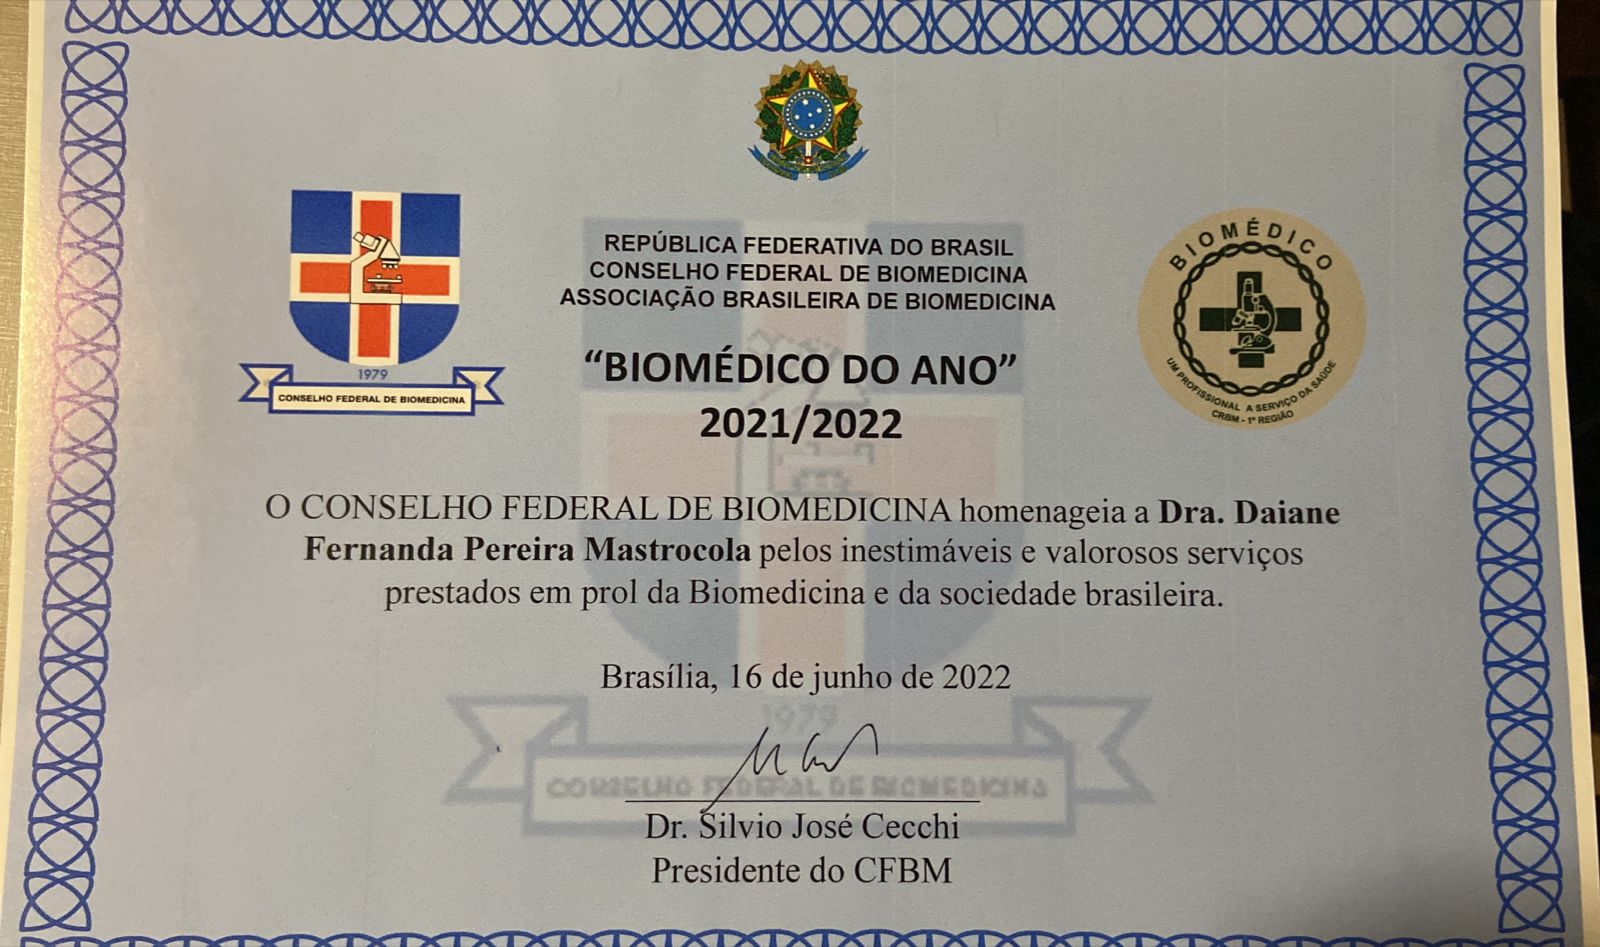 REPÚBLICA FEDERATIVA DO BRASIL
CONSELHO FEDERAL DE BIOMEDICINA
ASSOCIAÇÃO BRASILEIRA DE BIOMEDICINA
“BIOMÉDICO DO ANO”
2021/2022
1979
CONSELHO FEDERAL DE BIOMEDICINA
BIOMÉDICO
UM PROFISSIONAL A SERVIÇO DA SAÚDE
CRBM - 1ª REGIÃO
O CONSELHO FEDERAL DE BIOMEDICINA homenageia a Dra. Daiane
Fernanda Pereira Mastrocola pelos inestimáveis e valorosos serviços
prestados em prol da Biomedicina e da sociedade brasileira.
Brasília, 16 de junho de 2022
1979
CONSELHO FEDERAL DE BIOMEDICINA
Dr. Silvio José Cecchi
Presidente do CFBM